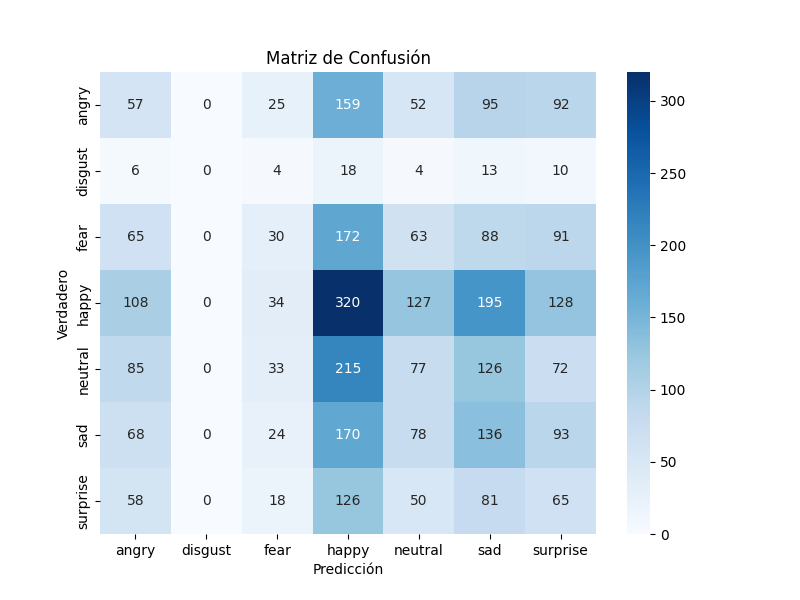 Matriz de Confusión
Verdadero
angry 57 0 25 159 52 95 92
disgust 6 0 4 18 4 13 10
fear 65 0 30 172 63 88 91
happy 108 0 34 320 127 195 128
neutral 85 0 33 215 77 126 72
sad 68 0 24 170 78 136 93
surprise 58 0 18 126 50 81 65
angry disgust fear happy neutral sad surprise
Predicción
300
250
200
150
100
50
0